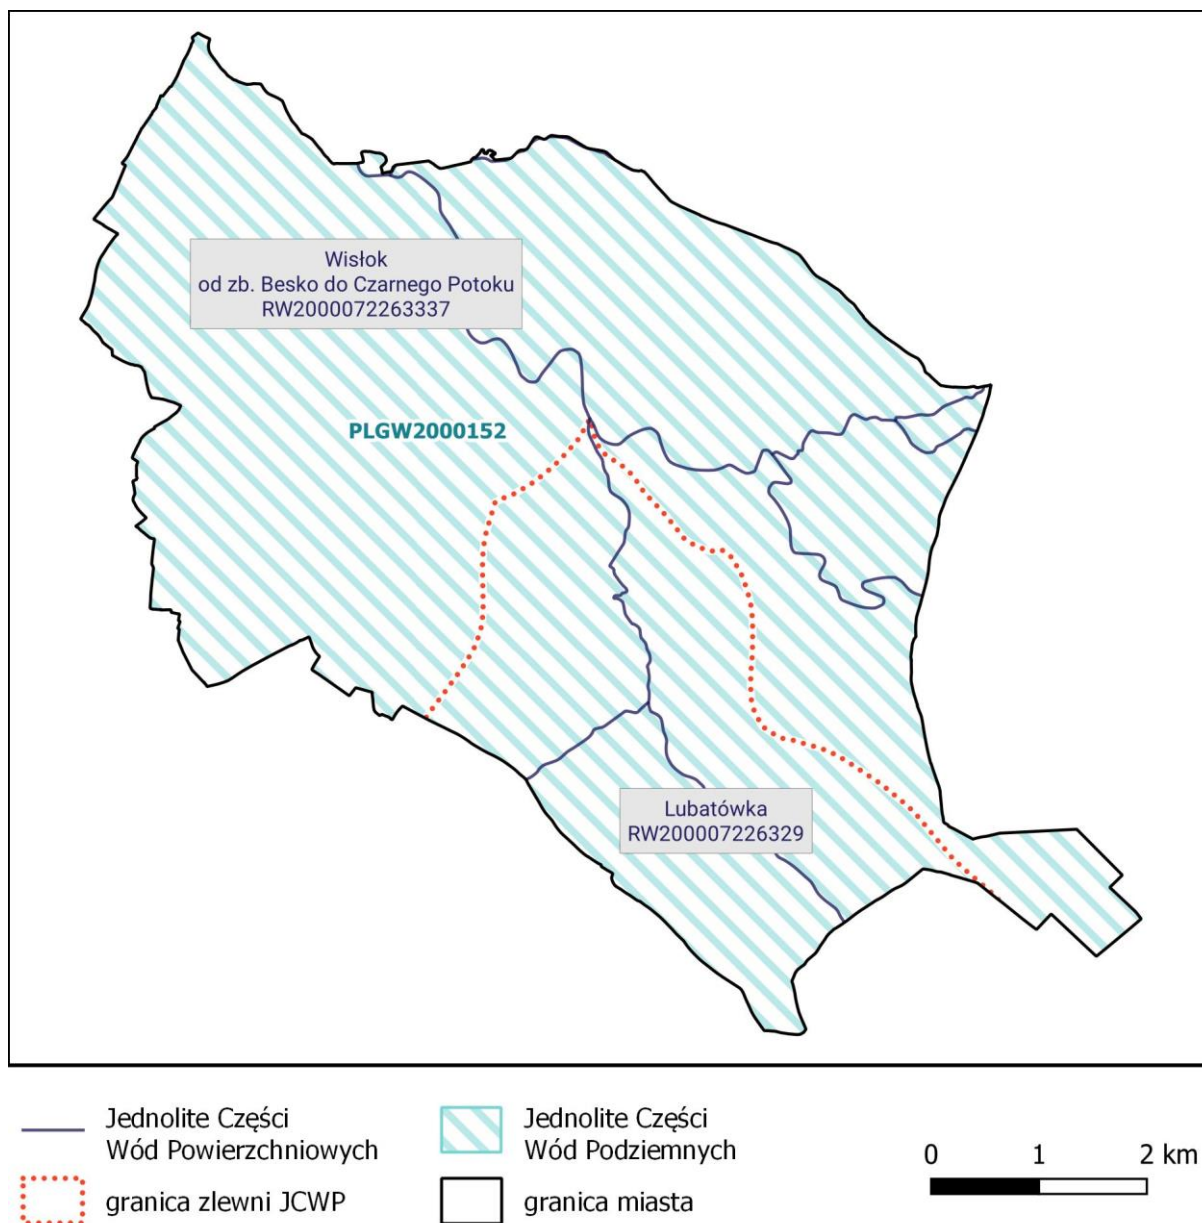 Wisłok
od zb. Besko do Czarnego Potoku
RW2000072263337
PLGW2000152
Lubatówka
RW200007226329
Jednolite Części
Wód Powierzchniowych
granica zlewni JCWP
Jednolite Części
Wód Podziemnych
granica miasta
0 1 2 km